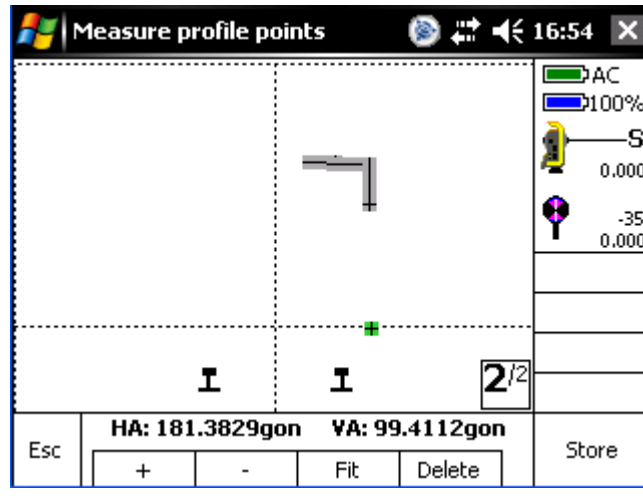 Measure profile points 16:54
AC
100%
S
0.000
-35
0.000
2/2
HA: 181.3829gon VA: 99.4112gon
Esc
+ - Fit Delete
Store